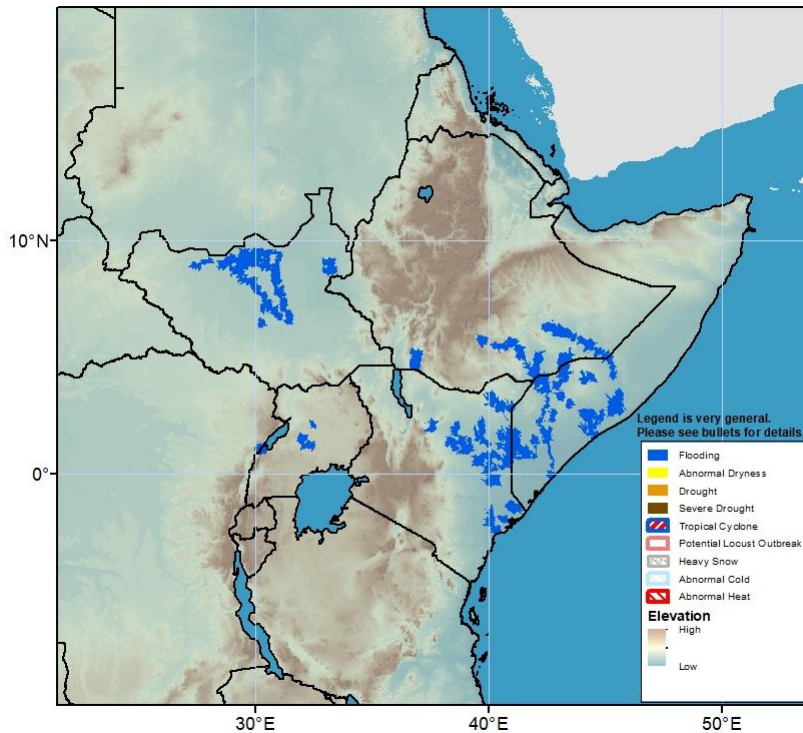 10°N
0°
Legend is very general.
Please see bullets for details.
Flooding
Abnormal Dryness
Drought
Severe Drought
Tropical Cyclone
Potential Locust Outbreak
Heavy Snow
Abnormal Cold
Abnormal Heat
Elevation
High
Low
30°E
40°E
50°E